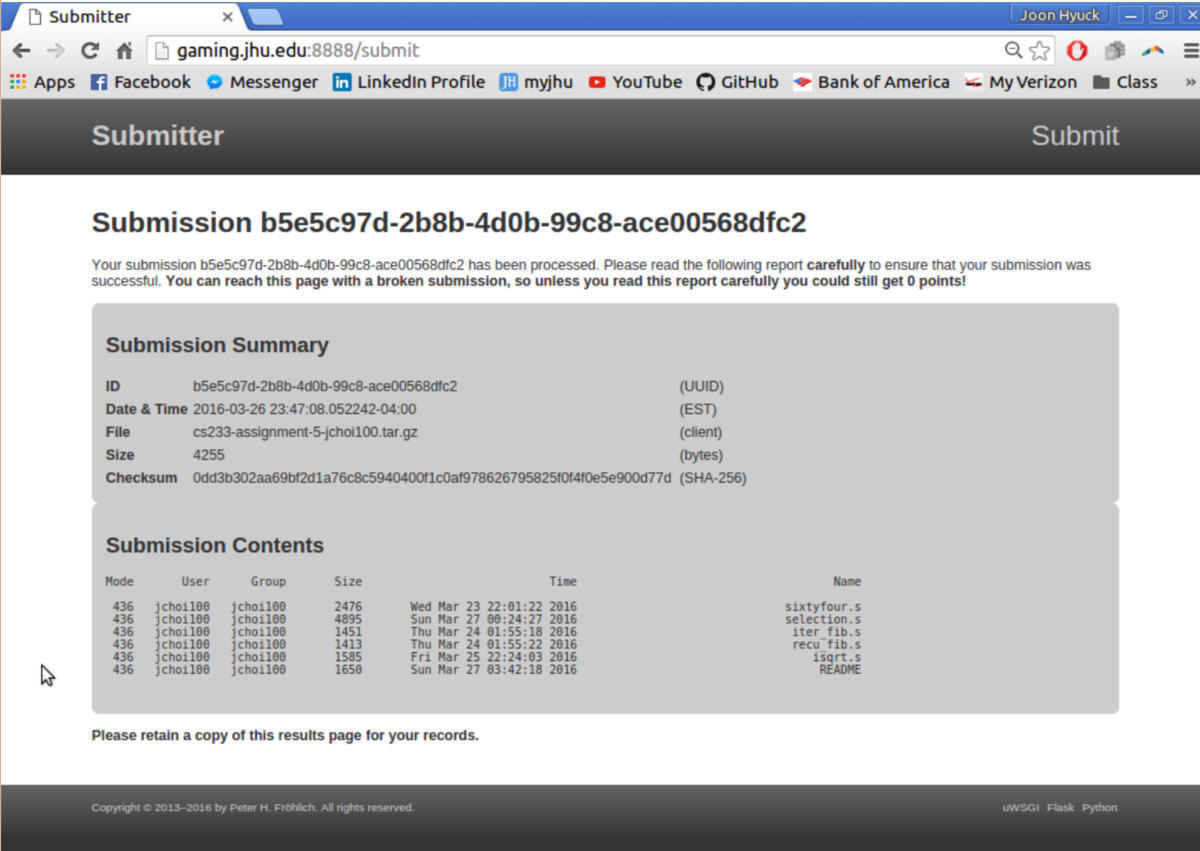 Submitter
Joon Hyuck
gaming.jhu.edu:8888/submit
Apps Facebook Messenger LinkedIn Profile JH myjhu YouTube GitHub Bank of America My Verizon Class »
Submitter Submit
Submission b5e5c97d-2b8b-4d0b-99c8-ace00568dfc2
Your submission b5e5c97d-2b8b-4d0b-99c8-ace00568dfc2 has been processed. Please read the following report carefully to ensure that your submission was
successful. You can reach this page with a broken submission, so unless you read this report carefully you could still get 0 points!
Submission Summary
ID b5e5c97d-2b8b-4d0b-99c8-ace00568dfc2 (UUID)
Date & Time 2016-03-26 23:47:08.052242-04:00 (EST)
File cs233-assignment-5-jchoi100.tar.gz (client)
Size 4255 (bytes)
Checksum 0dd3b302aa69bf2d1a76c8c5940400f1c0af978626795825f0f4f0e5e900d77d (SHA-256)
Submission Contents
Mode User Group Size Time Name
436 jchoi100 jchoi100 2476 Wed Mar 23 22:01:22 2016 sixtyfour.s
436 jchoi100 jchoi100 4895 Sun Mar 27 00:24:27 2016 selection.s
436 jchoi100 jchoi100 1451 Thu Mar 24 01:55:18 2016 iter_fib.s
436 jchoi100 jchoi100 1413 Thu Mar 24 01:55:22 2016 recu_fib.s
436 jchoi100 jchoi100 1585 Fri Mar 25 22:24:03 2016 isqrt.s
436 jchoi100 jchoi100 1650 Sun Mar 27 03:42:18 2016 README
Please retain a copy of this results page for your records.
Copyright © 2013–2016 by Peter H. Fröhlich. All rights reserved. uWSGI Flask Python